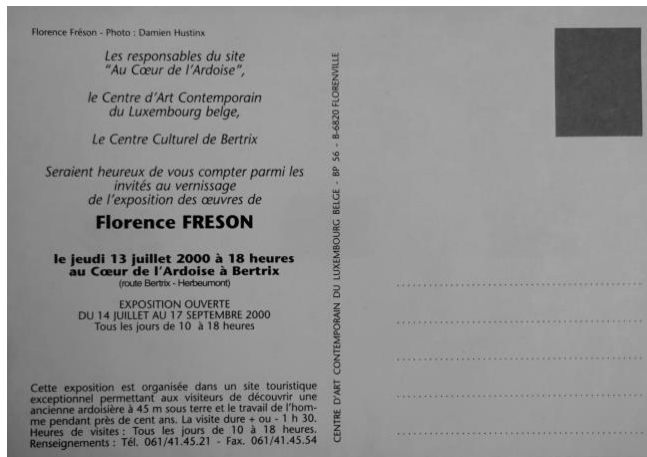 Florence Fréson - Photo : Damien Hustinx
Les responsables du site
"Au Cœur de l'Ardoise",
le Centre d'Art Contemporain
du Luxembourg belge,
Le Centre Culturel de Bertrix
Seraient heureux de vous compter parmi les
invités au vernissage
de l'exposition des œuvres de
Florence FRESON
le jeudi 13 juillet 2000 à 18 heures
au Cœur de l'Ardoise à Bertrix
(route Bertrix - Herbeumont)
EXPOSITION OUVERTE
DU 14 JUILLET AU 17 SEPTEMBRE 2000
Tous les jours de 10 à 18 heures
Cette exposition est organisée dans un site touristique
exceptionnel permettant aux visiteurs de découvrir une
ancienne ardoisière à 45 m sous terre et le travail de l'hom-
me pendant près de cent ans. La visite dure + ou - 1 h 30.
Heures de visites : Tous les jours de 10 à 18 heures.
Renseignements : Tél. 061/41.45.21 - Fax. 061/41.45.54
CENTRE D'ART CONTEMPORAIN DU LUXEMBOURG BELGE - BP 56 - B-6820 FLORENVILLE